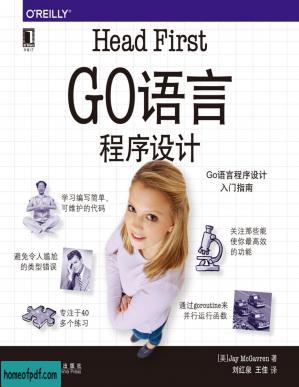 O'REILLY
Head First
GO语言
程序设计
Go语言程序设计
入门指南
学习编写简单、
可维护的代码
关注那些能
使你最高效
的功能
避免令人尴尬
的类型错误
专注于40
多个练习
通过goroutine来
并行运行函数
[美]Jay McGavren 著
刘红泉 王佳 译
homeofpdf.com